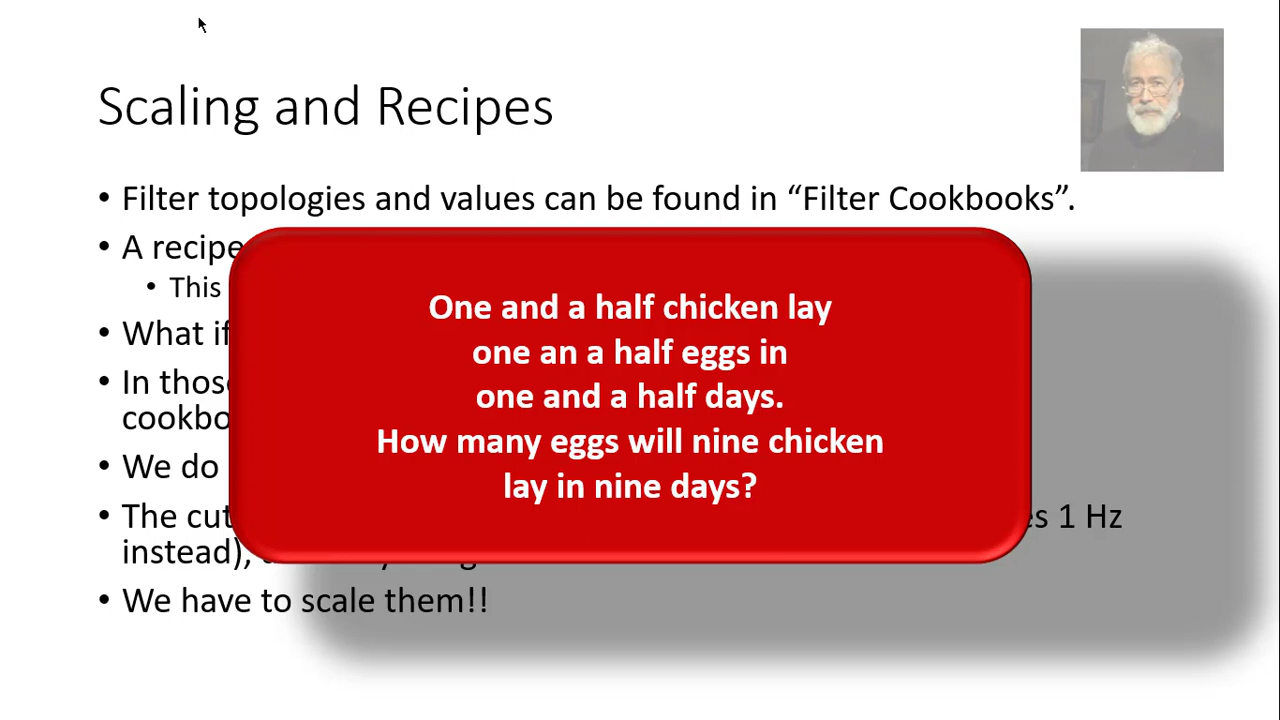 Scaling and Recipes
• Filter topologies and values can be found in “Filter Cookbooks”.
• A recipe
• This
• What if
• In those
cookbo
• We do
• The cut
es 1 Hz
instead),
• We have to scale them!!
One and a half chicken lay
one an a half eggs in
one and a half days.
How many eggs will nine chicken
lay in nine days?